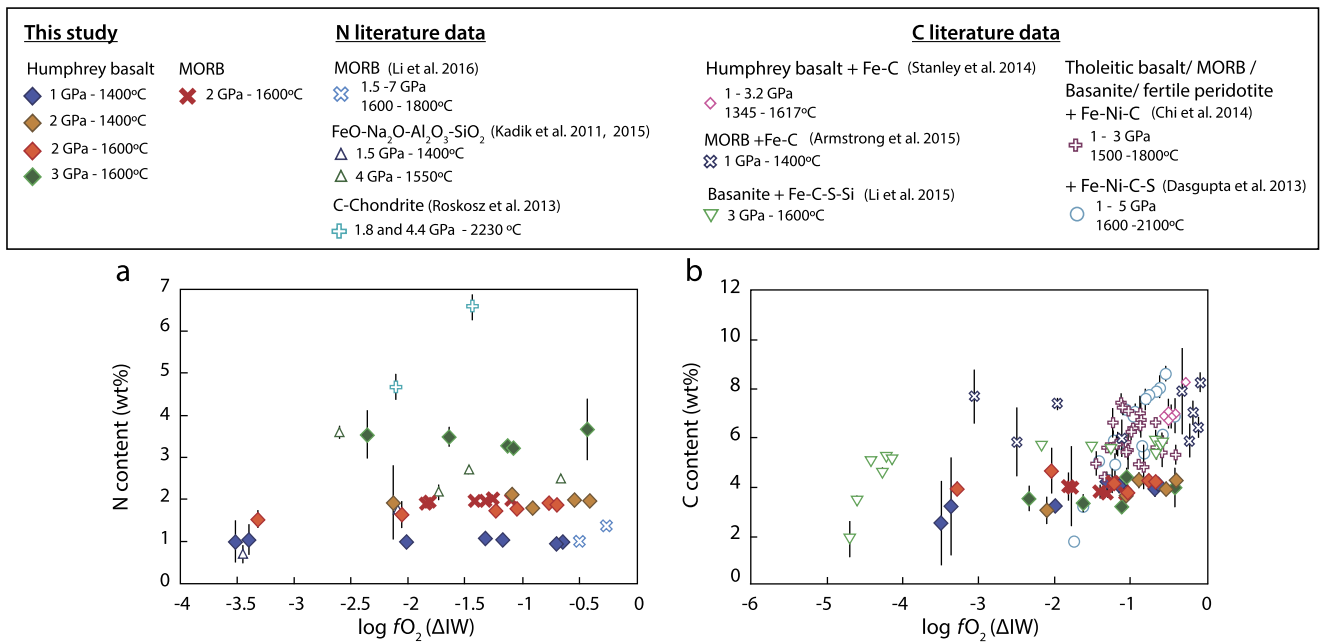 This study
Humphrey basalt
1 GPa - 1400ºC
2 GPa - 1400ºC
2 GPa - 1600ºC
3 GPa - 1600ºC
MORB
2 GPa - 1600ºC
N literature data
MORB (Li et al. 2016)
1.5 -7 GPa
1600 - 1800ºC
FeO-Na2O-Al2O3-SiO2 (Kadik et al. 2011, 2015)
1.5 GPa - 1400ºC
4 GPa - 1550ºC
C-Chondrite (Roskosz et al. 2013)
1.8 and 4.4 GPa - 2230 ºC
C literature data
Humphrey basalt + Fe-C (Stanley et al. 2014)
1 - 3.2 GPa
1345 - 1617ºC
MORB +Fe-C (Armstrong et al. 2015)
1 GPa - 1400ºC
Basanite + Fe-C-S-Si (Li et al. 2015)
3 GPa - 1600ºC
Tholeitic basalt/ MORB /
Basanite/ fertile peridotite
+ Fe-Ni-C (Chi et al. 2014)
1 - 3 GPa
1500 -1800ºC
+ Fe-Ni-C-S (Dasgupta et al. 2013)
1 - 5 GPa
1600 -2100ºC
a
N content (wt%)
7
6
5
4
3
2
1
0
-4 -3.5 -3 -2.5 -2 -1.5 -1 -0.5 0
log fO2 (ΔIW)
b
C content (wt%)
12
10
8
6
4
2
0
-6 -5 -4 -3 -2 -1 0
log fO2 (ΔIW)